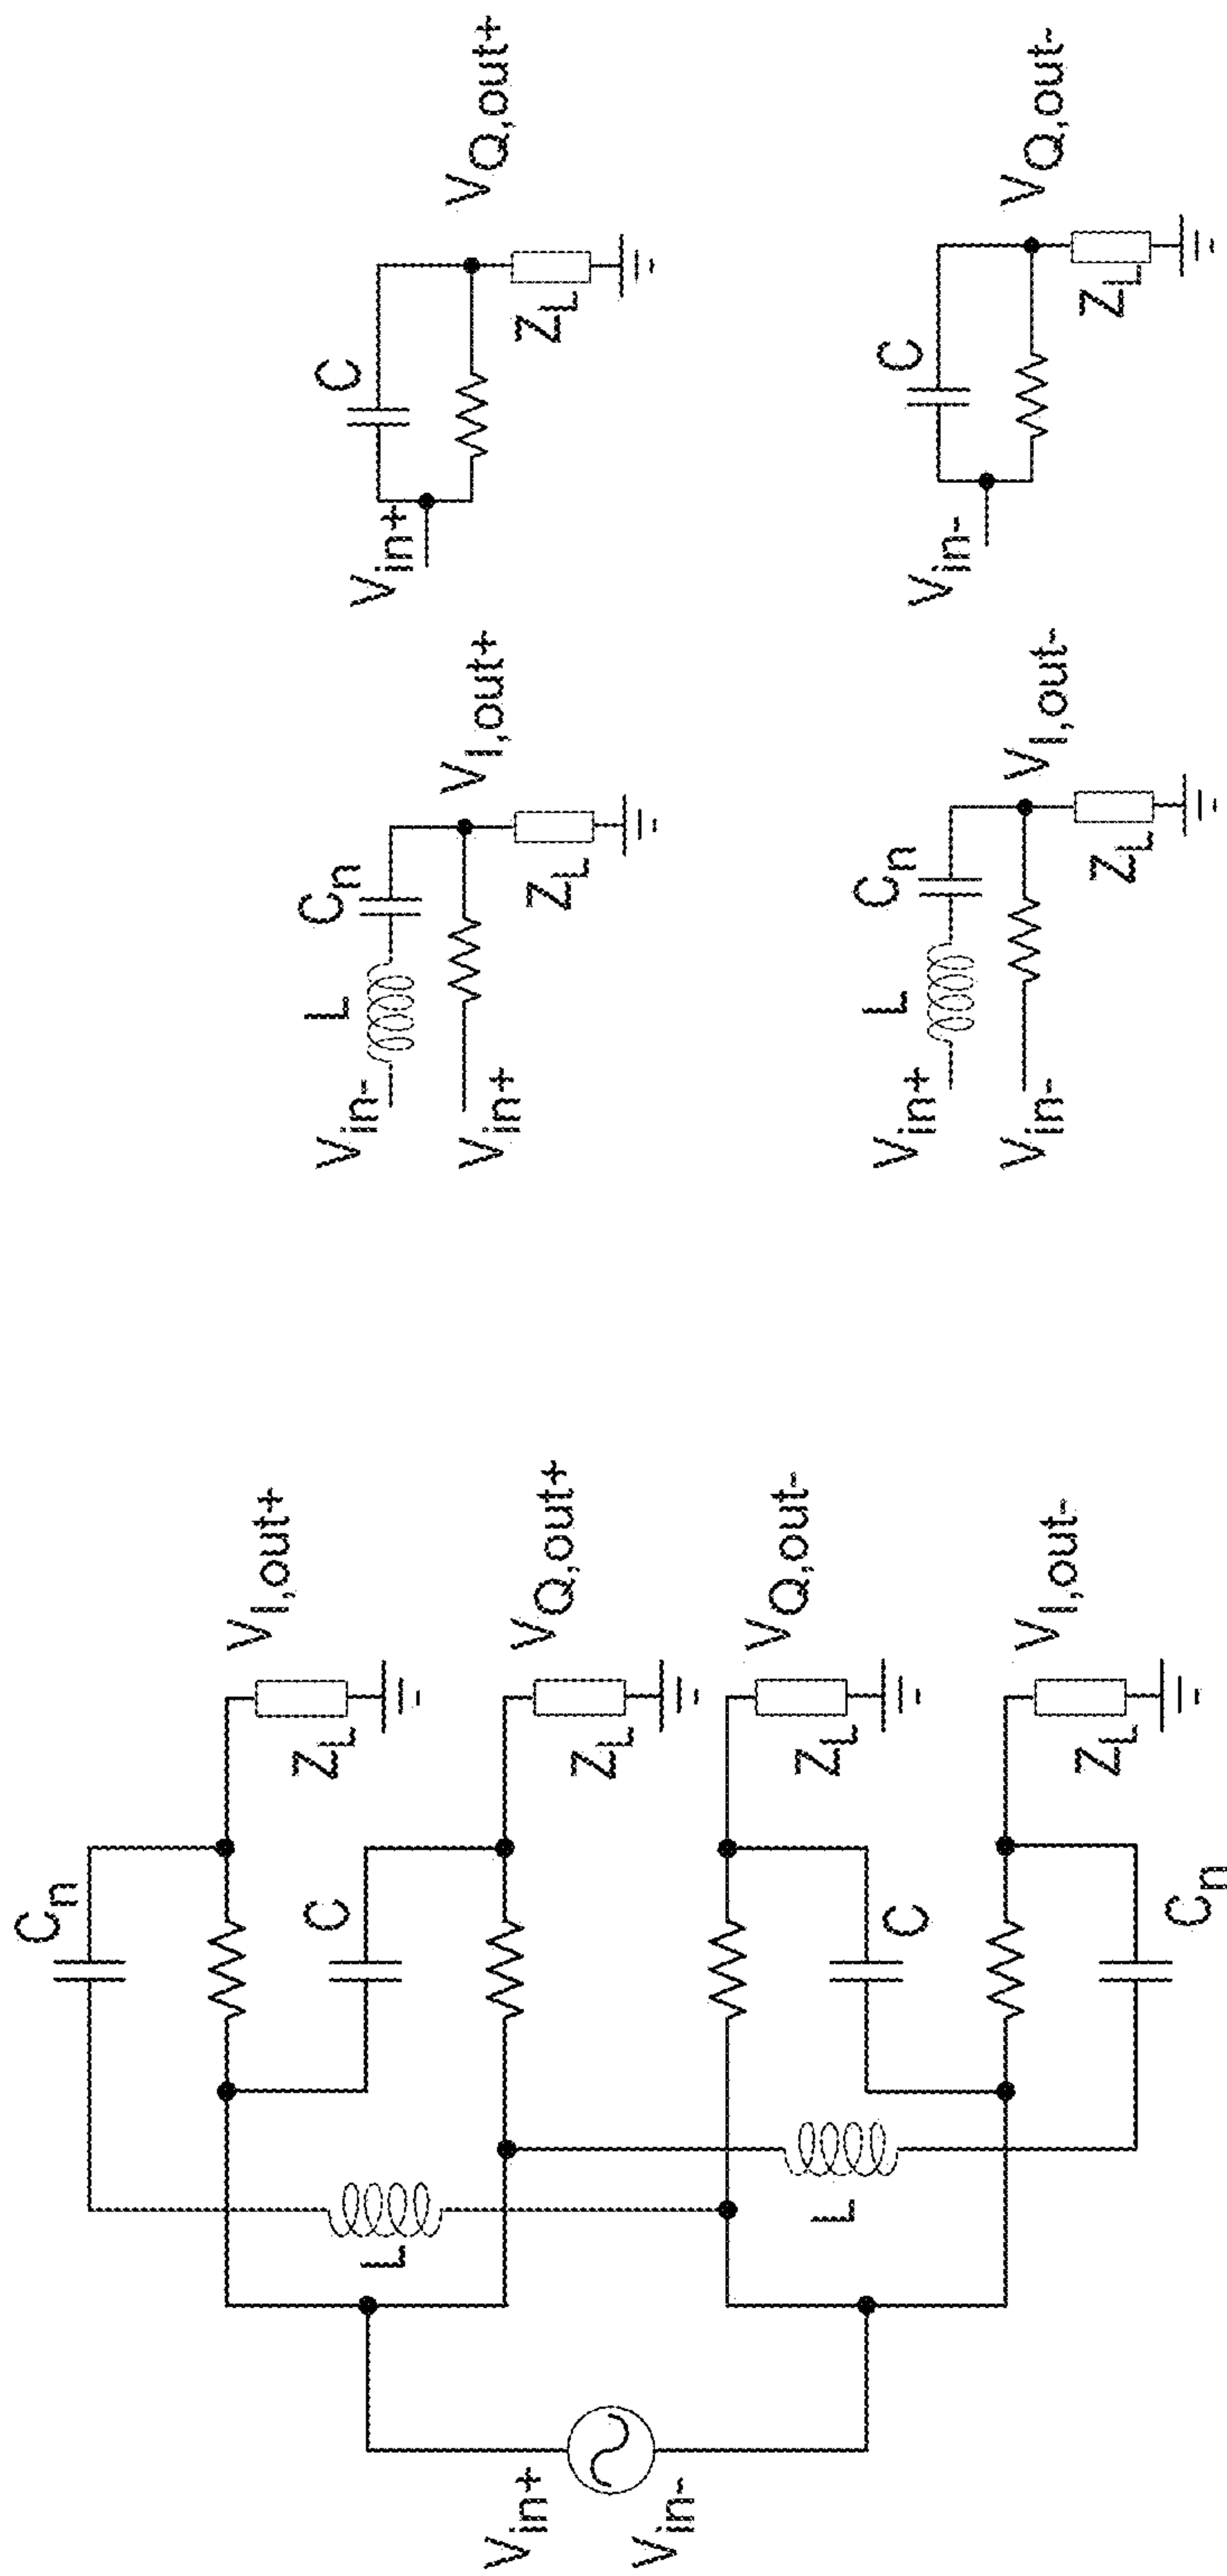 Vin+
Vin-
L
L
Cn
C
C
Cn
ZL
ZL
ZL
ZL
VI,out+
VQ,out+
VQ,out-
VI,out-
Vin-
L
Cn
Vin+
ZL
VI,out+
Vin+
C
ZL
VQ,out+
Vin+
L
Cn
Vin-
ZL
VI,out-
Vin-
C
ZL
VQ,out-